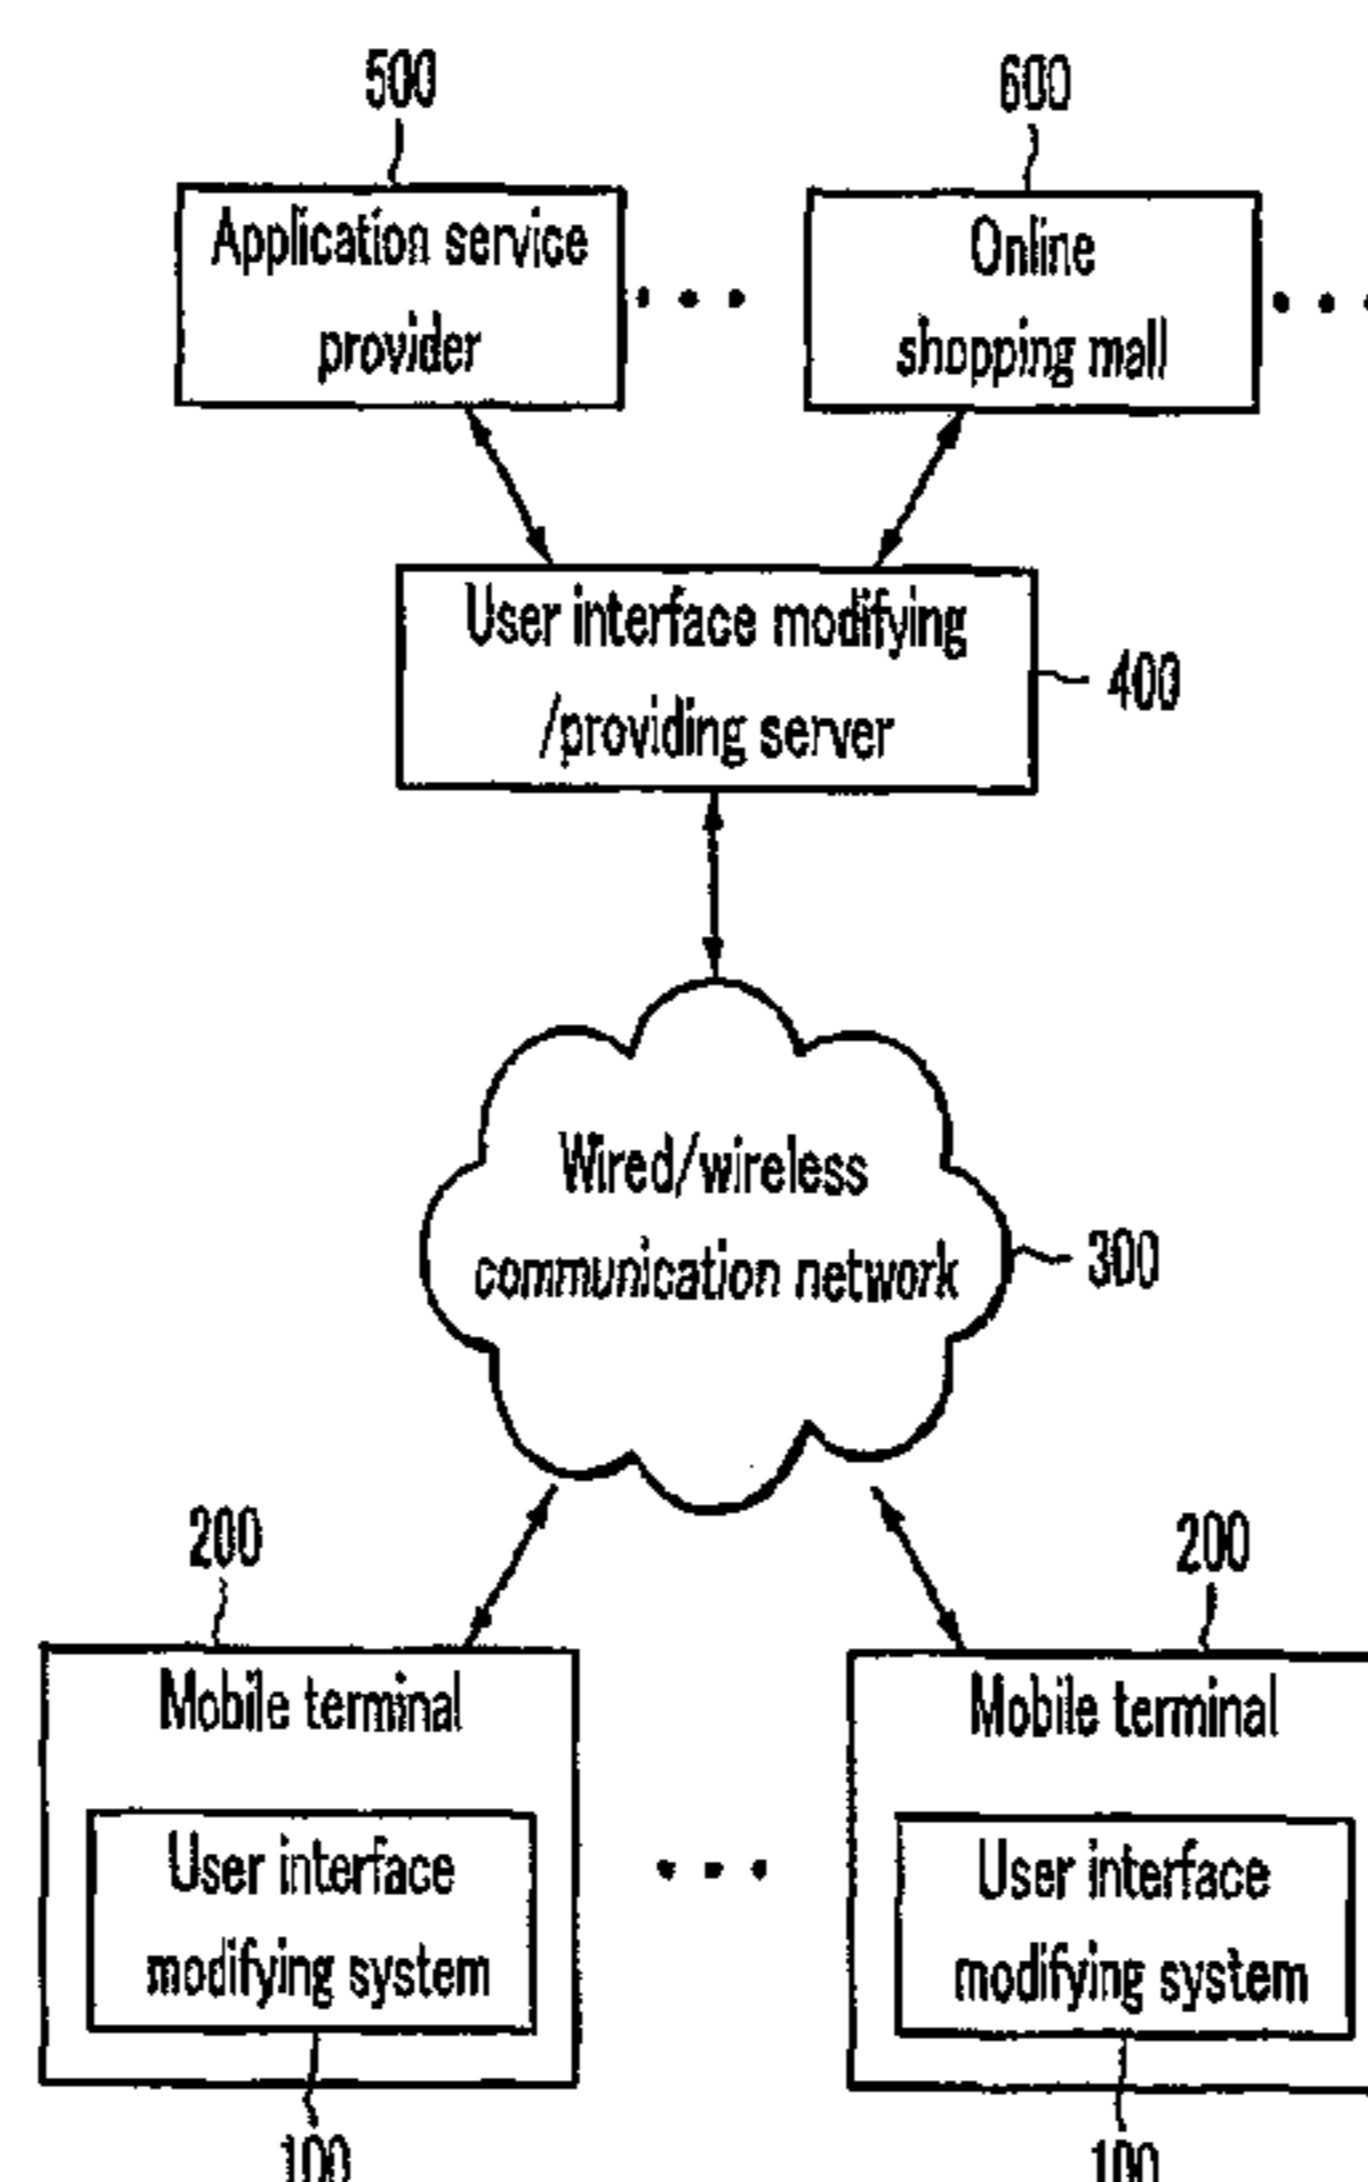 500
600
Application service
provider
Online
shopping mall
User interface modifying
/providing server
400
Wired/wireless
communication network
300
200
200
Mobile terminal
Mobile terminal
User interface
modifying system
User interface
modifying system
100
100